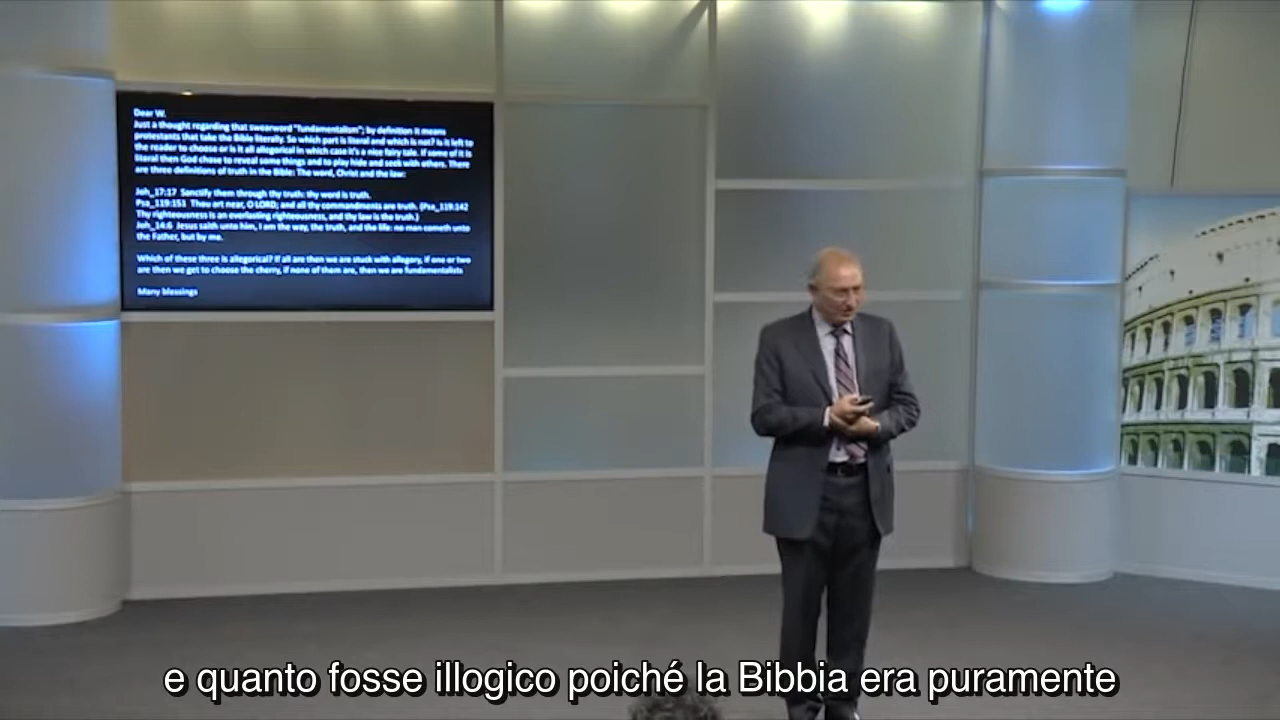 Dear W.
Just a thought regarding that swearword "fundamentalism"; by definition it means
protestants that take the Bible literally. So which part is literal and which is not? Is it left to
the reader to choose or is it all allegorical in which case it's a nice fairy tale. If some of it is
literal then God chose to reveal some things and to play hide and seek with others. There
are three definitions of truth in the Bible: The word, Christ and the law:
Joh_17:17 Sanctify them through thy truth: thy word is truth.
Psa_119:151 Thou art near, O LORD; and all thy commandments are truth. (Psa_119:142
Thy righteousness is an everlasting righteousness, and thy law is the truth.)
Joh_14:6 Jesus saith unto him, I am the way, the truth, and the life: no man cometh unto
the Father, but by me.
Which of these three is allegorical? If all are then we are stuck with allegory, if one or two
are then we get to choose the cherry, if none of them are, then we are fundamentalists
Many blessings
e quanto fosse illogico poiché la Bibbia era puramente